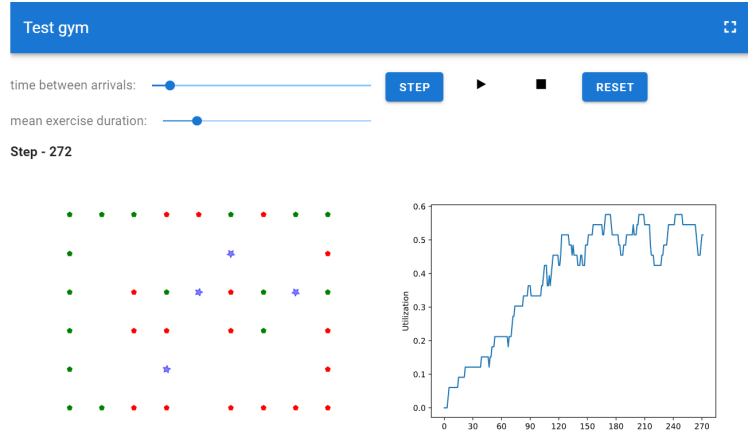 Test gym
time between arrivals:
STEP
RESET
mean exercise duration:
Step - 272
0.6
0.5
0.4
0.3
0.2
0.1
0.0
Utilization
0 30 60 90 120 150 180 210 240 270